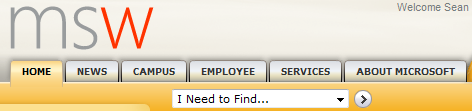 Welcome Sean
msw
HOME NEWS CAMPUS EMPLOYEE SERVICES ABOUT MICROSOFT
I Need to Find...